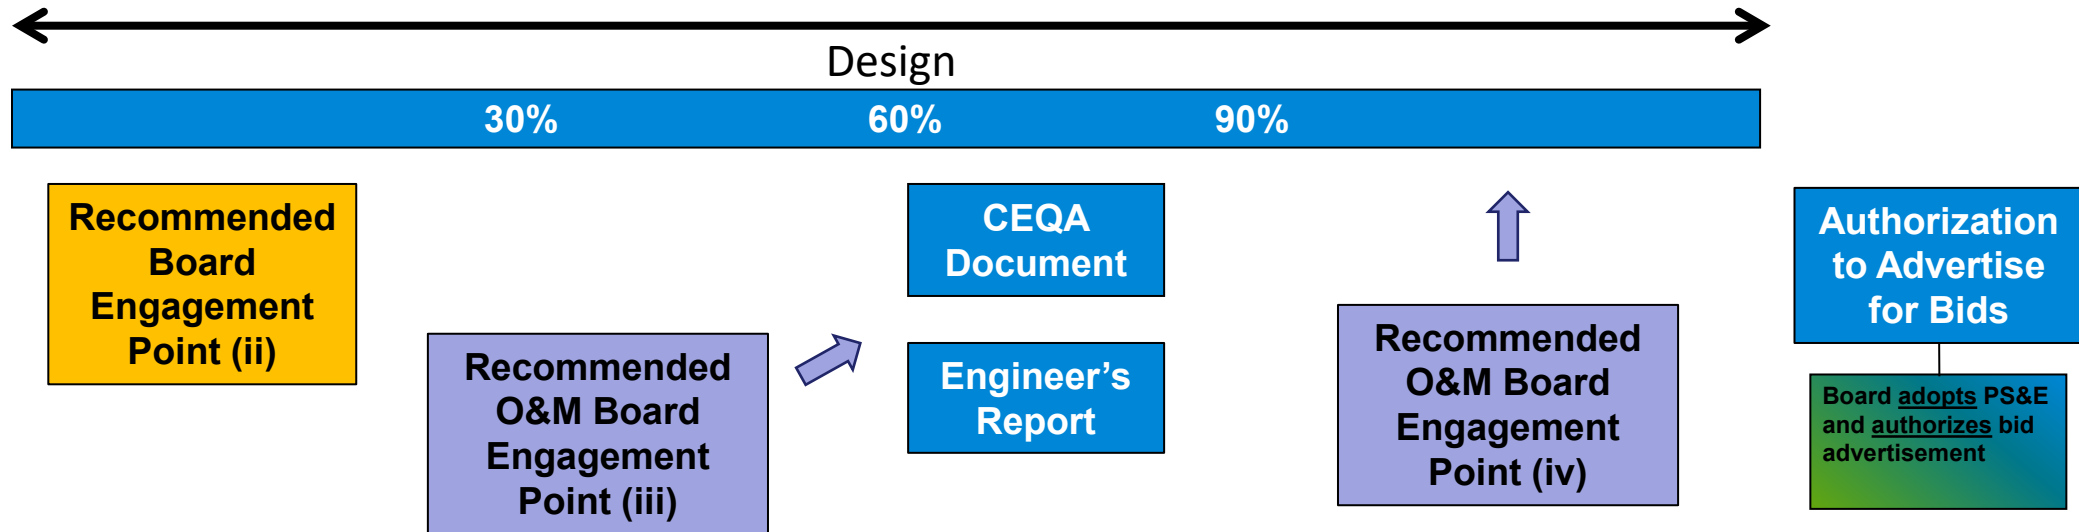 Design
30%
60%
90%
Recommended
Board
Engagement
Point (ii)
Recommended
O&M Board
Engagement
Point (iii)
CEQA
Document
Engineer’s
Report
Recommended
O&M Board
Engagement
Point (iv)
Authorization
to Advertise
for Bids
Board adopts PS&E
and authorizes bid
advertisement